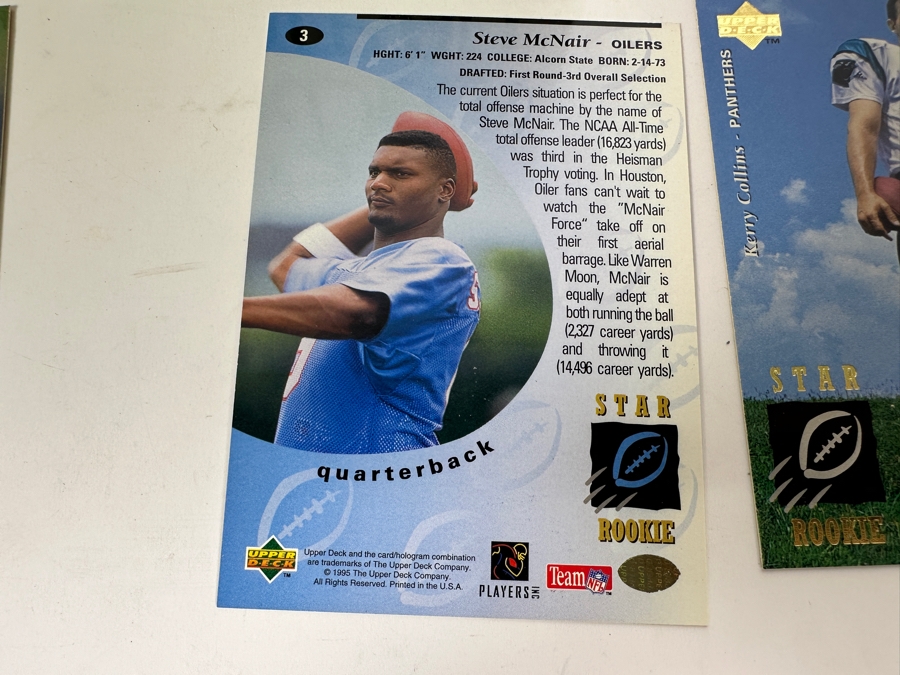 3
Steve McNair - OILERS
HGHT: 6' 1" WGHT: 224 COLLEGE: Alcorn State BORN: 2-14-73
DRAFTED: First Round-3rd Overall Selection
The current Oilers situation is perfect for the
total offense machine by the name of
Steve McNair. The NCAA All-Time
total offense leader (16,823 yards)
was third in the Heisman
Trophy voting. In Houston,
Oiler fans can't wait to
watch the "McNair
Force" take off on
their first aerial
barrage. Like Warren
Moon, McNair is
equally adept at
both running the ball
(2,327 career yards)
and throwing it
(14,496 career yards).
STAR
ROOKIE
quarterback
UPPER
DECK
TM
Upper Deck and the card/hologram combination
are trademarks of The Upper Deck Company.
© 1995 The Upper Deck Company.
All Rights Reserved. Printed in the U.S.A.
PLAYERS INC
Team NFL
UPPER
DECK
TM
Kerry Collins - PANTHERS
STAR
ROOKIE